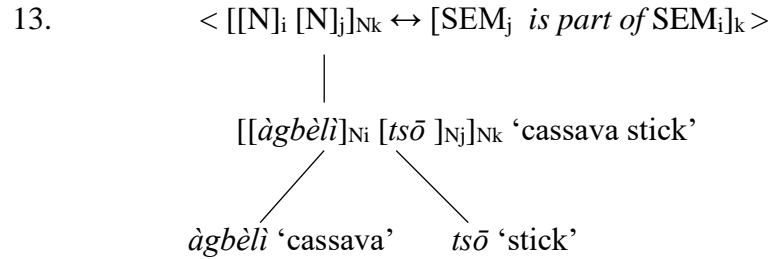 13. < [[N]ᵢ [N]ⱼ]Nₖ ↔ [SEMⱼ is part of SEMᵢ]ₖ >
[[àgbèlì]Nᵢ [tsō ]Nⱼ]Nₖ ‘cassava stick’
àgbèlì ‘cassava’ tsō ‘stick’